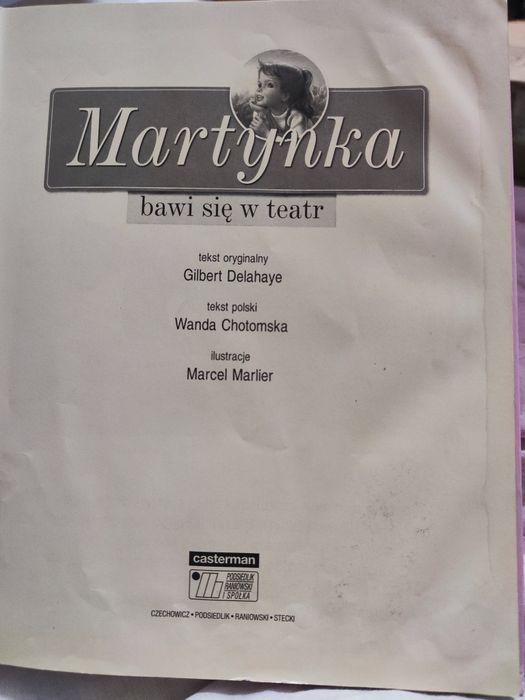 Martynka
bawi się w teatr
tekst oryginalny
Gilbert Delahaye
tekst polski
Wanda Chotomska
ilustracje
Marcel Marlier
casterman
PODSIEDLIK
RANIOWSKI
I SPÓŁKA
CZECHOWICZ • PODSIEDLIK • RANIOWSKI • STECKI